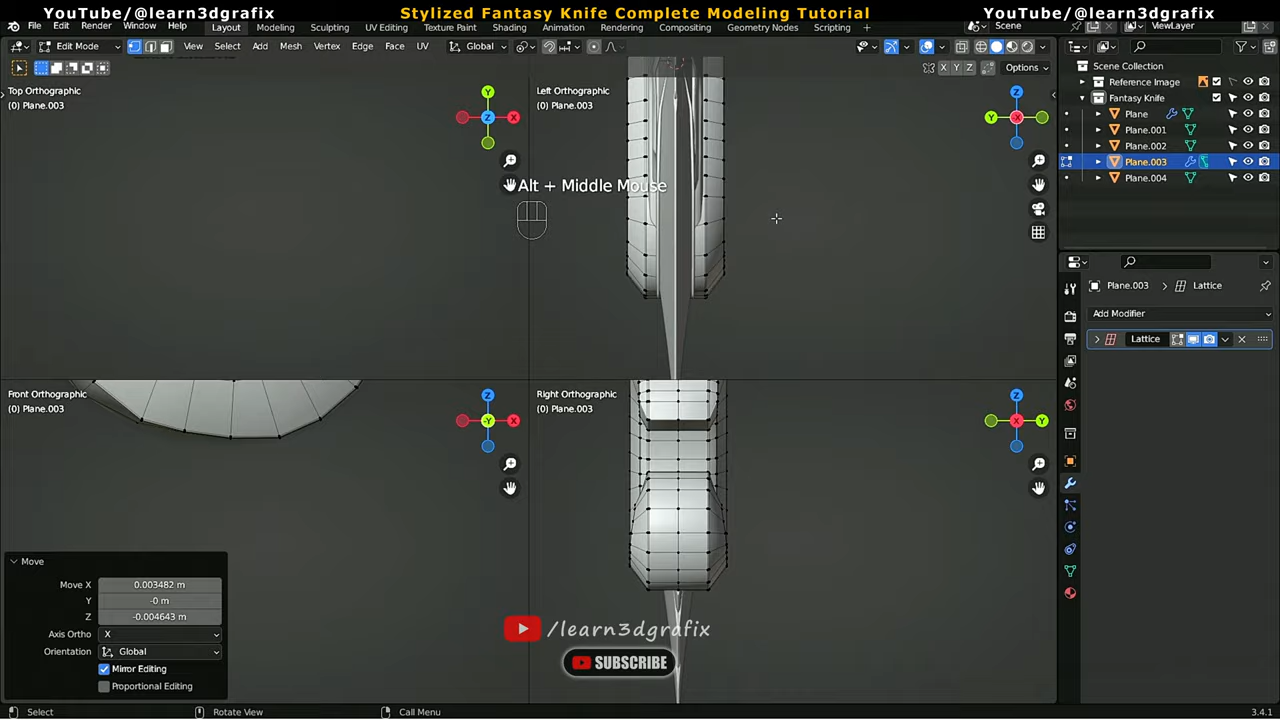 YouTube/@learn3dgrafix
Stylized Fantasy Knife Complete Modeling Tutorial
YouTube/@learn3dgrafix
File Edit Render Window Help Layout Modeling Sculpting UV Editing Texture Paint Shading Animation Rendering Compositing Geometry Nodes Scripting Scene ViewLayer
Edit Mode View Select Add Mesh Vertex Edge Face UV Global
X Y Z Options
Top Orthographic
(0) Plane.003
Left Orthographic
(0) Plane.003
Y
Z
X
Z
X
Y
Alt + Middle Mouse
Front Orthographic
(0) Plane.003
Right Orthographic
(0) Plane.003
Z
-Y
X
Z
X
Y
Scene Collection
Reference Image
Fantasy Knife
Plane
Plane.001
Plane.002
Plane.003
Plane.004
Plane.003
Lattice
Add Modifier
Lattice
Move
Move X 0.003482 m
Y -0 m
Z -0.004643 m
Axis Ortho X
Orientation Global
Mirror Editing
Proportional Editing
/learn3dgrafix
SUBSCRIBE
Select Rotate View Call Menu 3.4.1